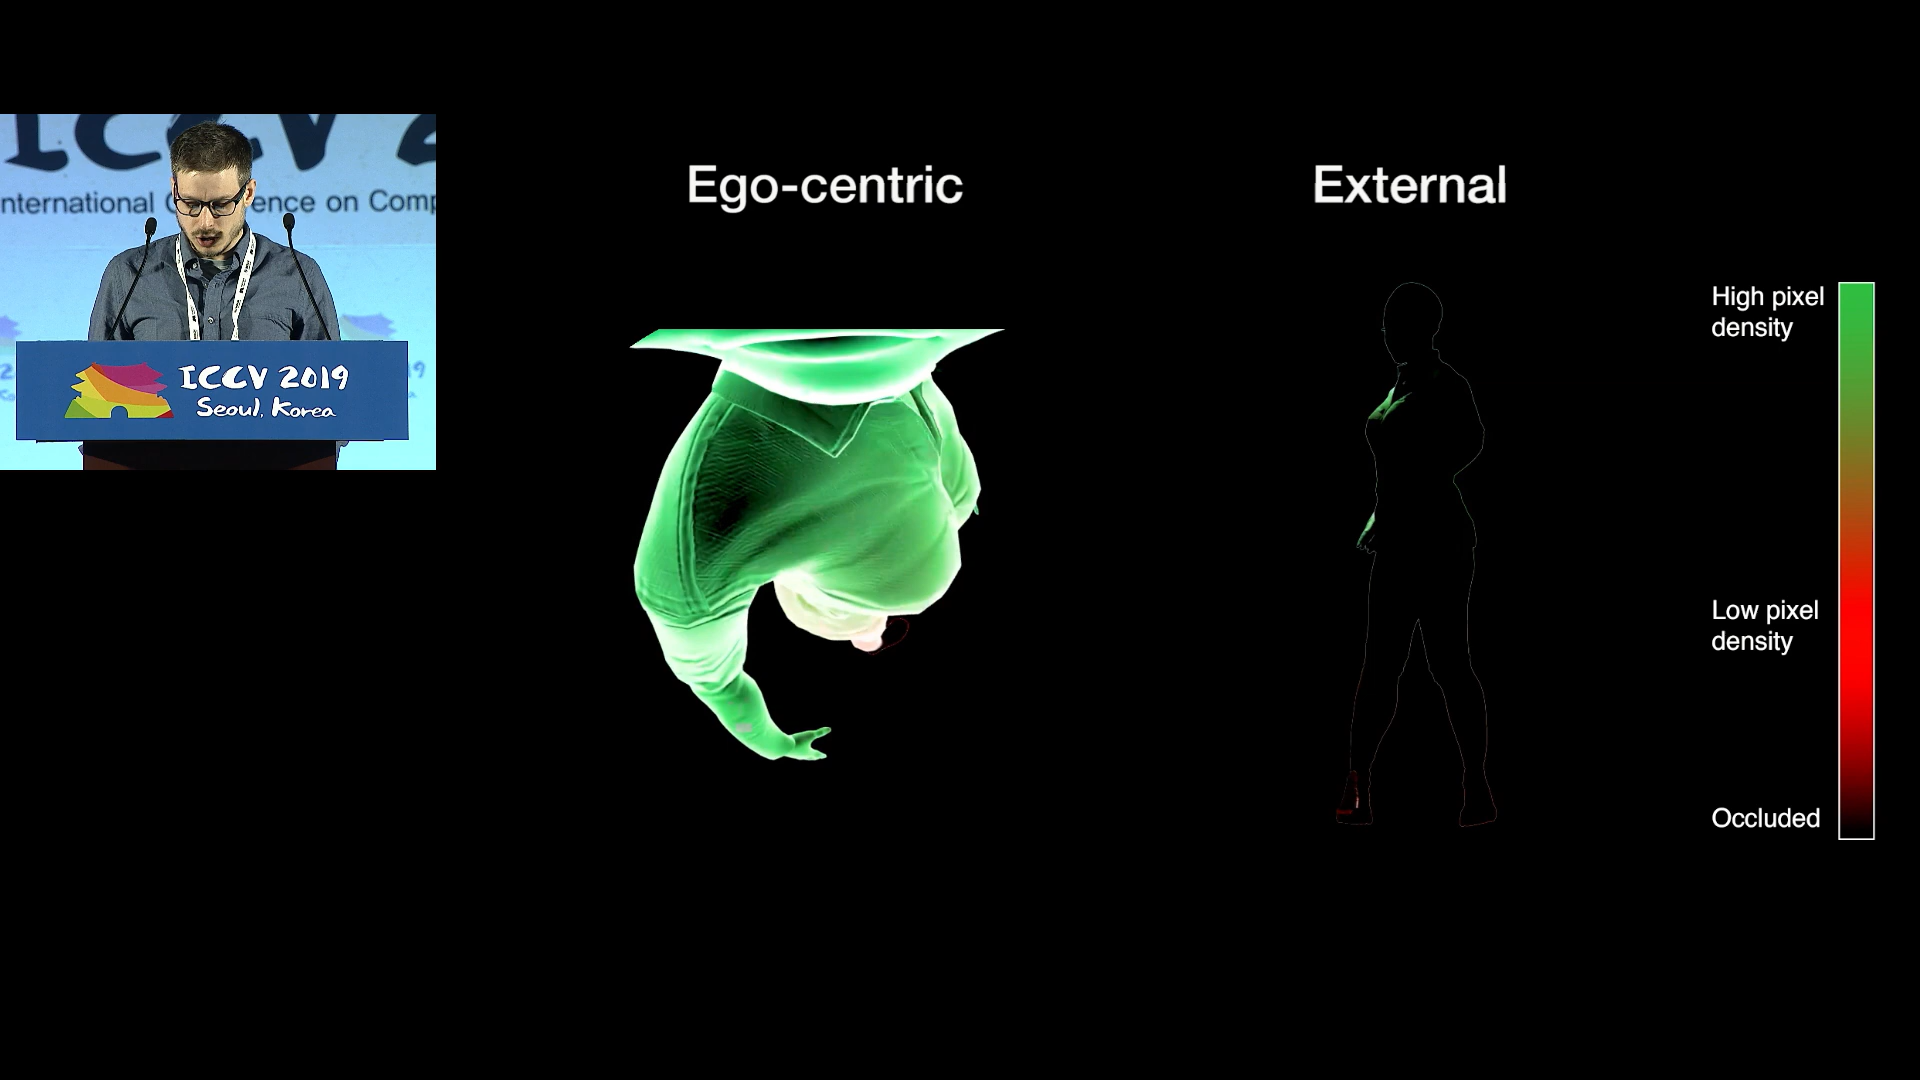 ICCV 2
nternational
ence on Comp
ICCV 2019
Seoul, Korea
Ego-centric
External
High pixel
density
Low pixel
density
Occluded